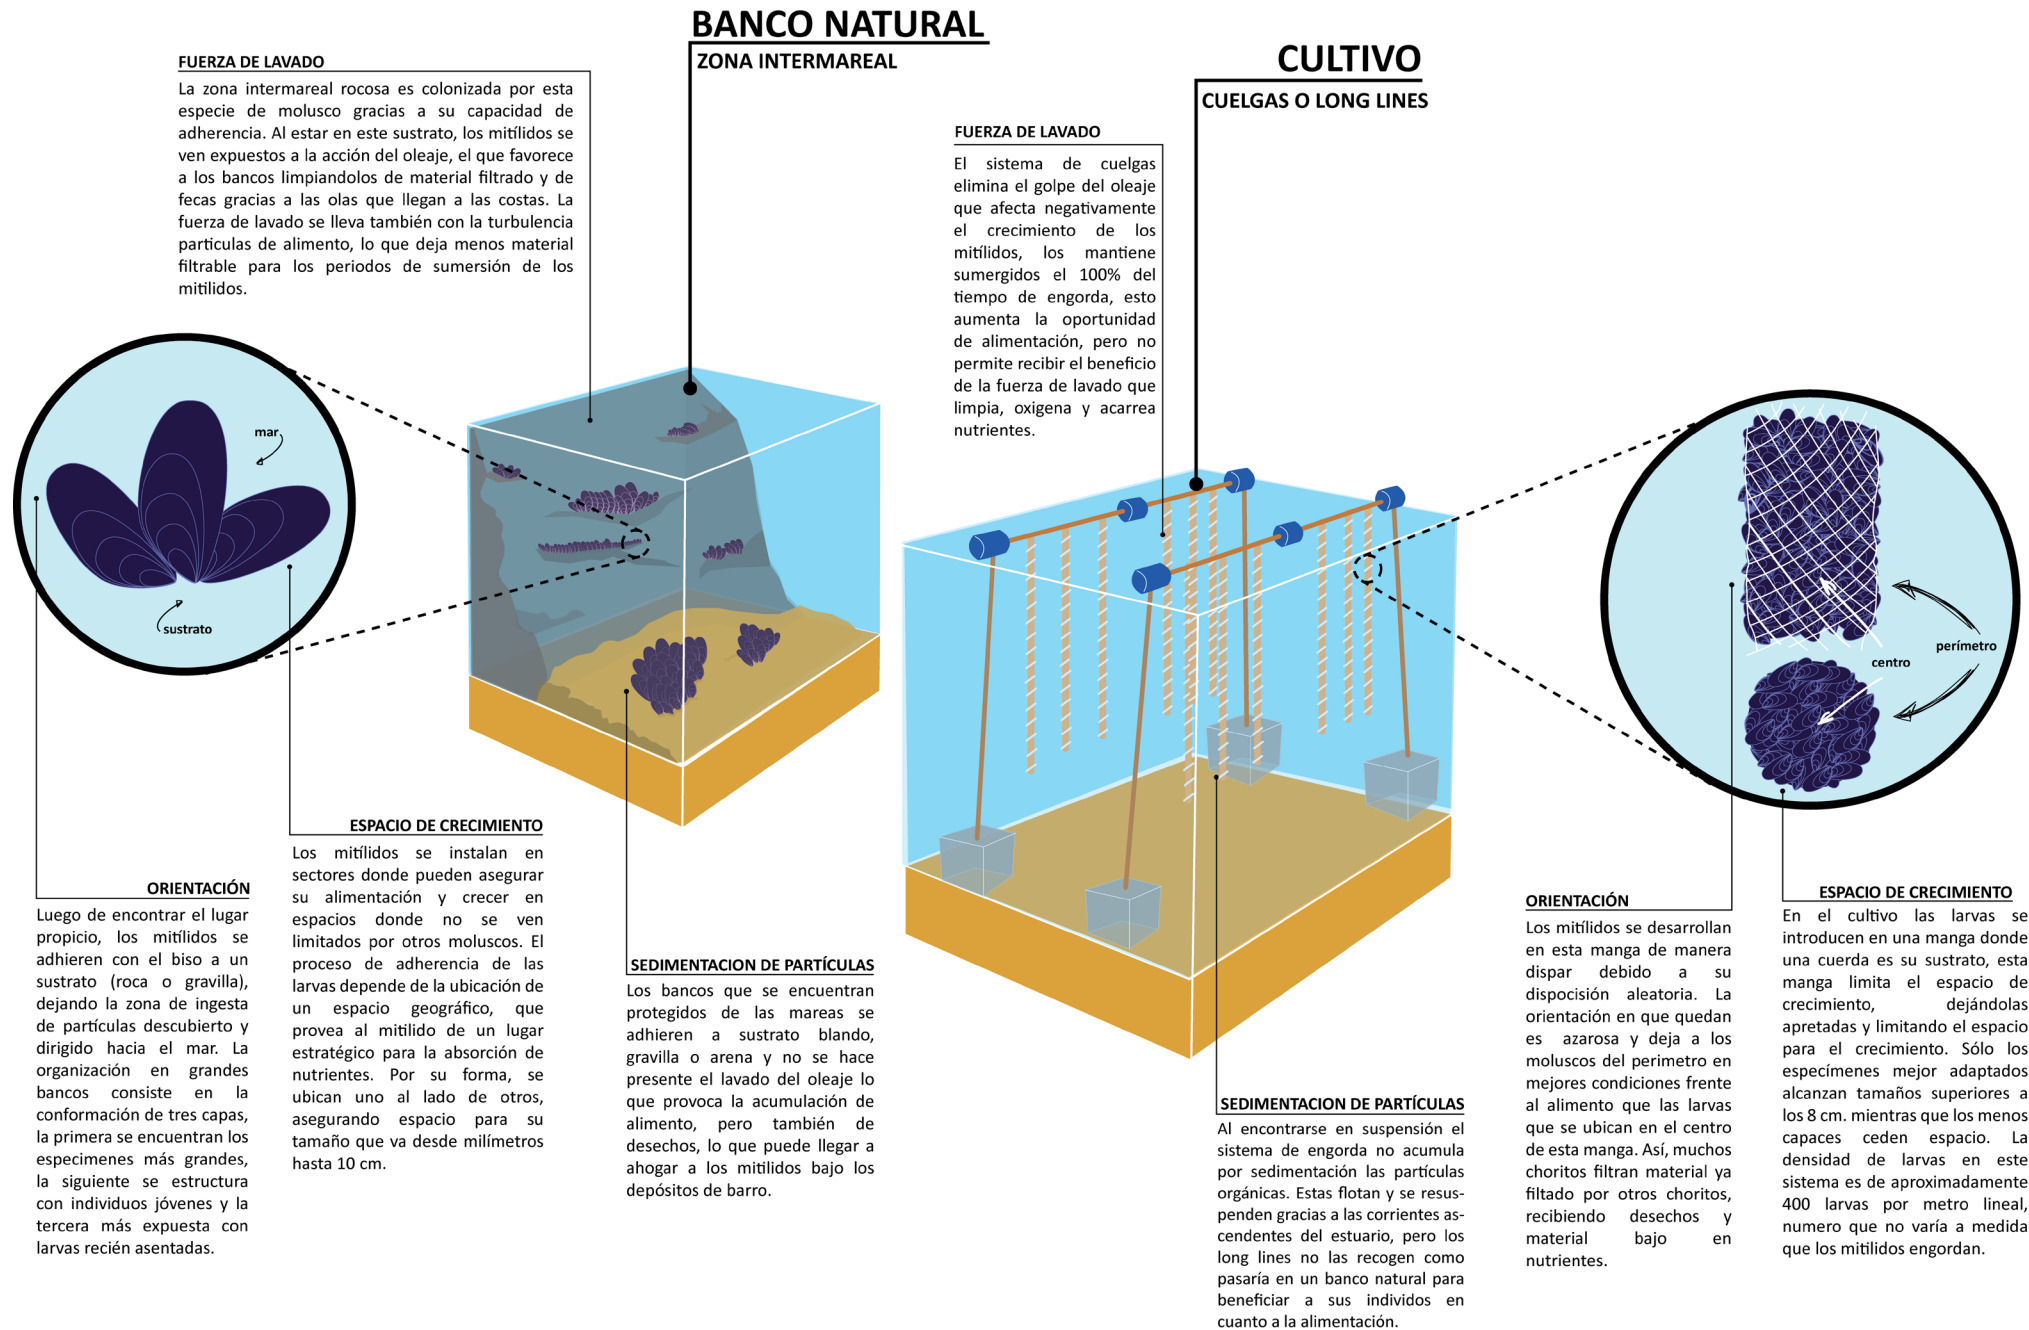 BANCO NATURAL
ZONA INTERMAREAL
FUERZA DE LAVADO
La zona intermareal rocosa es colonizada por esta
especie de molusco gracias a su capacidad de
adherencia. Al estar en este sustrato, los mitílidos se
ven expuestos a la acción del oleaje, el que favorece
a los bancos limpiandolos de material filtrado y de
fecas gracias a las olas que llegan a las costas. La
fuerza de lavado se lleva también con la turbulencia
particulas de alimento, lo que deja menos material
filtrable para los periodos de sumersión de los
mitilidos.
mar
sustrato
ORIENTACIÓN
Luego de encontrar el lugar
propicio, los mitílidos se
adhieren con el biso a un
sustrato (roca o gravilla),
dejando la zona de ingesta
de partículas descubierto y
dirigido hacia el mar. La
organización en grandes
bancos consiste en la
conformación de tres capas,
la primera se encuentran los
especimenes más grandes,
la siguiente se estructura
con individuos jóvenes y la
tercera más expuesta con
larvas recién asentadas.
ESPACIO DE CRECIMIENTO
Los mitílidos se instalan en
sectores donde pueden asegurar
su alimentación y crecer en
espacios donde no se ven
limitados por otros moluscos. El
proceso de adherencia de las
larvas depende de la ubicación de
un espacio geográfico, que
provea al mitilido de un lugar
estratégico para la absorción de
nutrientes. Por su forma, se
ubican uno al lado de otros,
asegurando espacio para su
tamaño que va desde milímetros
hasta 10 cm.
SEDIMENTACION DE PARTÍCULAS
Los bancos que se encuentran
protegidos de las mareas se
adhieren a sustrato blando,
gravilla o arena y no se hace
presente el lavado del oleaje lo
que provoca la acumulación de
alimento, pero también de
desechos, lo que puede llegar a
ahogar a los mitilidos bajo los
depósitos de barro.
CULTIVO
CUELGAS O LONG LINES
FUERZA DE LAVADO
El sistema de cuelgas
elimina el golpe del oleaje
que afecta negativamente
el crecimiento de los
mitílidos, los mantiene
sumergidos el 100% del
tiempo de engorda, esto
aumenta la oportunidad
de alimentación, pero no
permite recibir el beneficio
de la fuerza de lavado que
limpia, oxigena y acarrea
nutrientes.
perímetro
centro
SEDIMENTACION DE PARTÍCULAS
Al encontrarse en suspensión el
sistema de engorda no acumula
por sedimentación las partículas
orgánicas. Estas flotan y se resus-
penden gracias a las corrientes as-
cendentes del estuario, pero los
long lines no las recogen como
pasaría en un banco natural para
beneficiar a sus individos en
cuanto a la alimentación.
ORIENTACIÓN
Los mitílidos se desarrollan
en esta manga de manera
dispar debido a su
dispocisión aleatoria. La
orientación en que quedan
es azarosa y deja a los
moluscos del perimetro en
mejores condiciones frente
al alimento que las larvas
que se ubican en el centro
de esta manga. Así, muchos
choritos filtran material ya
filtado por otros choritos,
recibiendo desechos y
material bajo en
nutrientes.
ESPACIO DE CRECIMIENTO
En el cultivo las larvas se
introducen en una manga donde
una cuerda es su sustrato, esta
manga limita el espacio de
crecimiento, dejándolas
apretadas y limitando el espacio
para el crecimiento. Sólo los
especímenes mejor adaptados
alcanzan tamaños superiores a
los 8 cm. mientras que los menos
capaces ceden espacio. La
densidad de larvas en este
sistema es de aproximadamente
400 larvas por metro lineal,
numero que no varía a medida
que los mitilidos engordan.